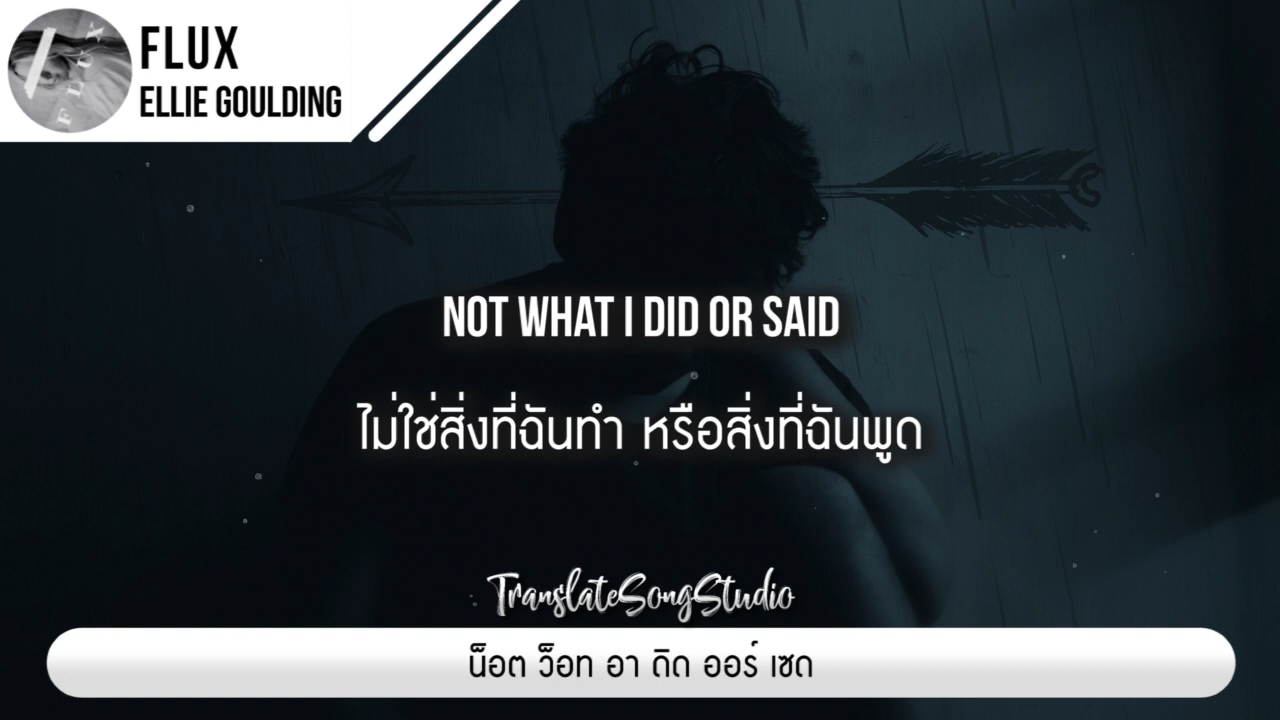 FLUX
ELLIE GOULDING
FLUX
NOT WHAT I DID OR SAID
ไม่ใช่สิ่งที่ฉันทำ หรือสิ่งที่ฉันพูด
TranslateSongStudio
น็อต ว็อท อา ดิด ออร์ เซด